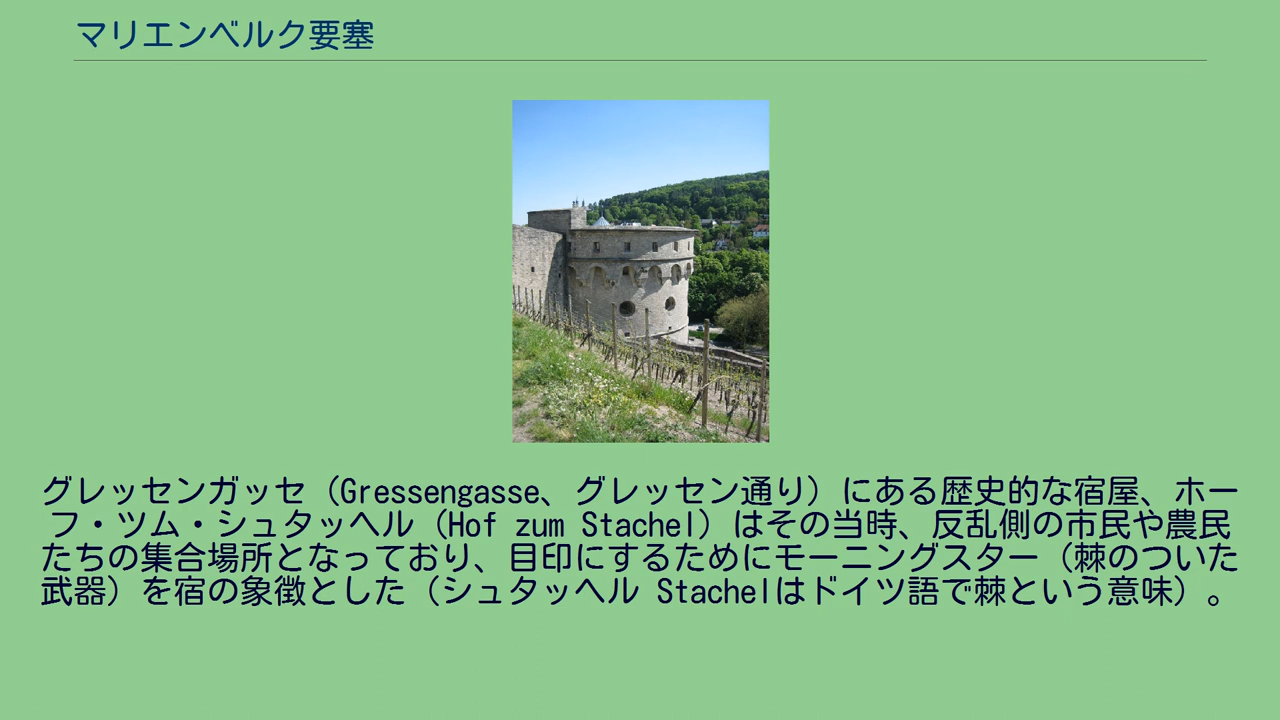 マリエンベルク要塞
グレッセンガッセ（Gressengasse、グレッセン通り）にある歴史的な宿屋、ホー
フ・ツム・シュタッヘル（Hof zum Stachel）はその当時、反乱側の市民や農民
たちの集合場所となっており、目印にするためにモーニングスター（棘のついた
武器）を宿の象徴とした（シュタッヘル Stachelはドイツ語で棘という意味）。